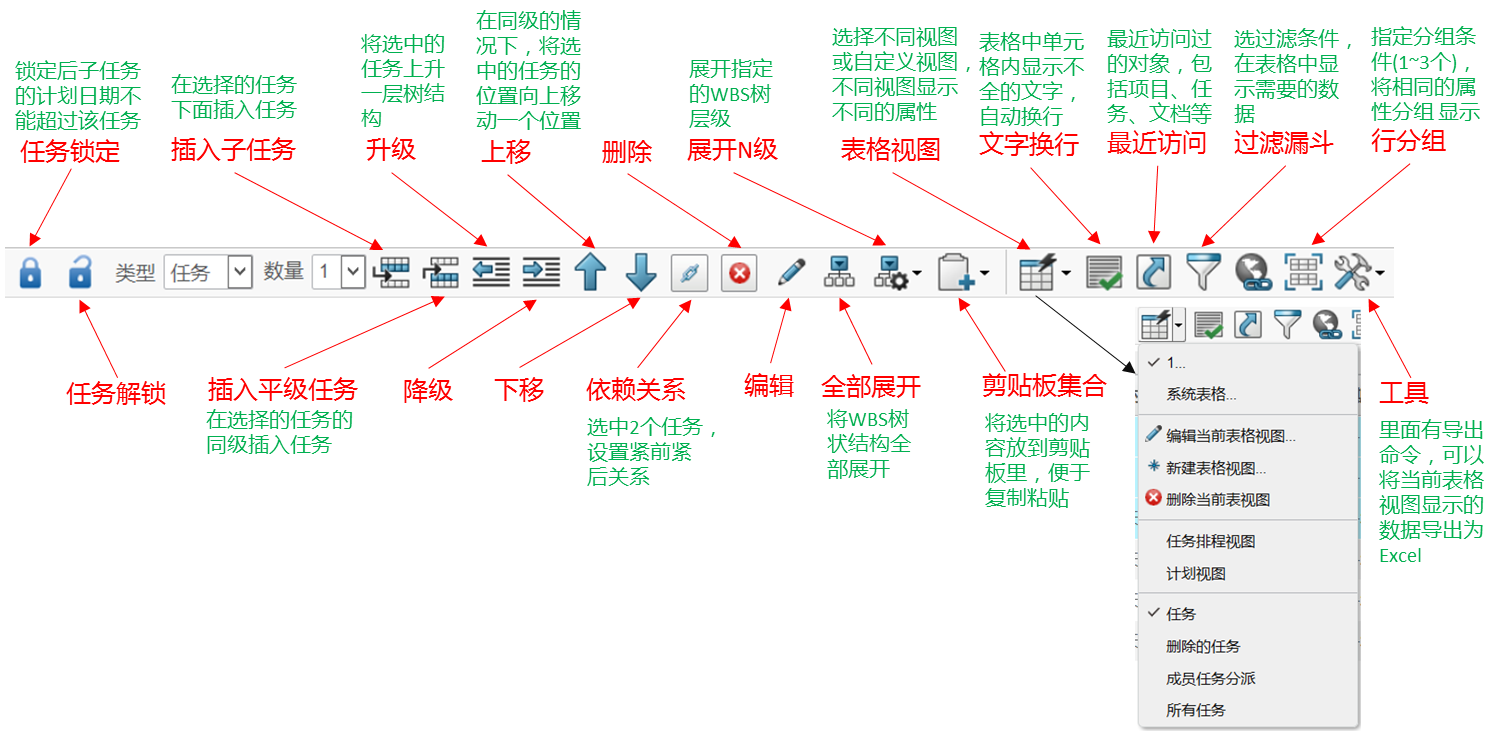 锁定后子任务
的计划日期不
能超过该任务
任务锁定
在选择的任务
下面插入任务
插入子任务
将选中的
任务上升
一层树结
构
升级
在同级的情
况下，将选
中的任务的
位置向上移
动一个位置
上移
删除
展开指定
的WBS树
层级
展开N级
选择不同视图
或自定义视图，
不同视图显示
不同的属性
表格视图
表格中单元
格内显示不
全的文字，
自动换行
文字换行
最近访问过
的对象，包
括项目、任
务、文档等
最近访问
选过滤条件，
在表格中显
示需要的数
据
过滤漏斗
指定分组条
件(1~3个)，
将相同的属
性分组 显示
行分组
类型 任务 数量 1
任务解锁
插入平级任务
在选择的任务的
同级插入任务
降级
下移
依赖关系
选中2个任务，
设置紧前紧
后关系
编辑
全部展开
将WBS树
状结构全
部展开
剪贴板集合
将选中的内
容放到剪贴
板里，便于
复制粘贴
1...
系统表格...
编辑当前表格视图...
新建表格视图...
删除当前表视图
任务排程视图
计划视图
任务
删除的任务
成员任务分派
所有任务
工具
里面有导出
命令，可以
将当前表格
视图显示的
数据导出为
Excel